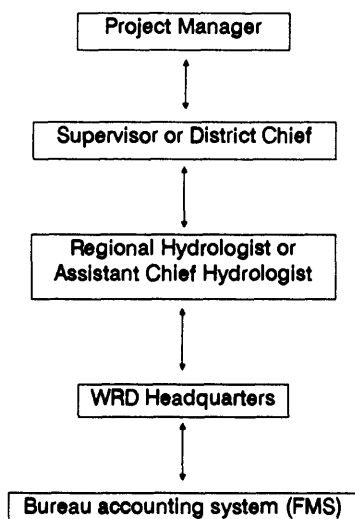 Project Manager
Supervisor or District Chief
Regional Hydrologist or
Assistant Chief Hydrologist
WRD Headquarters
Bureau accounting system (FMS)